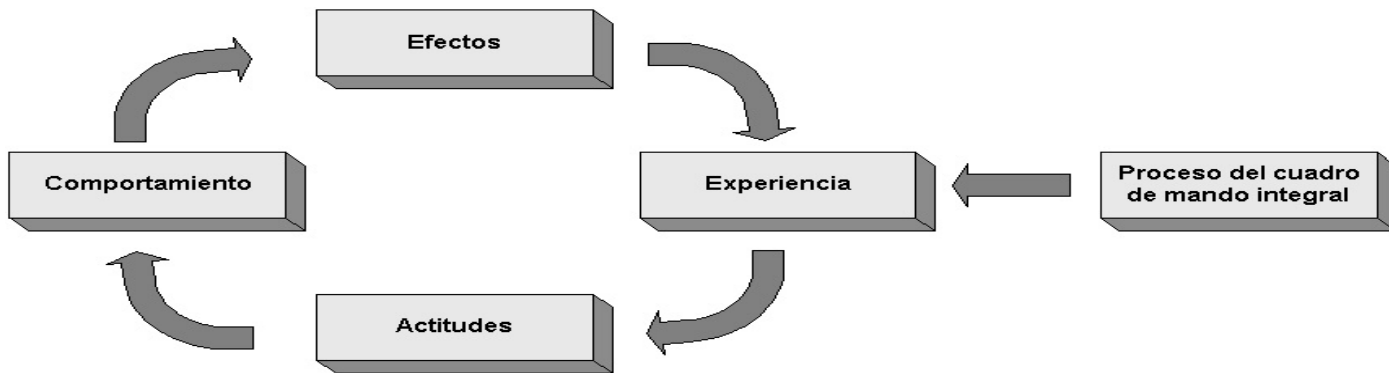 Efectos
Comportamiento
Experiencia
Proceso del cuadro
de mando integral
Actitudes